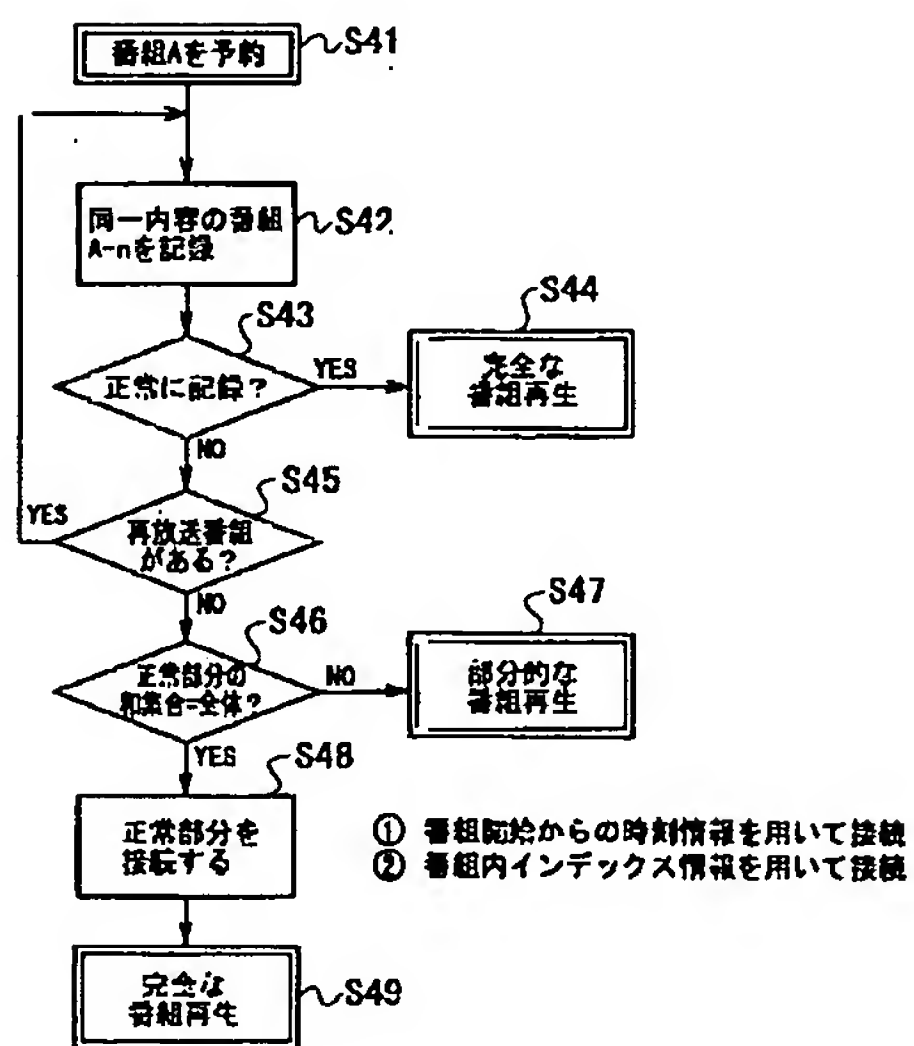 番組Aを予約
S41
同一内容の番組
A-nを記録
S42
S43
正常に記録？
YES
S44
完全な
番組再生
NO
S45
再放送番組
がある？
YES
NO
S46
正常部分の
和集合=全体？
NO
S47
部分的な
番組再生
YES
S48
正常部分を
接続する
① 番組開始からの時刻情報を用いて接続
② 番組内インデックス情報を用いて接続
完全な
番組再生
S49